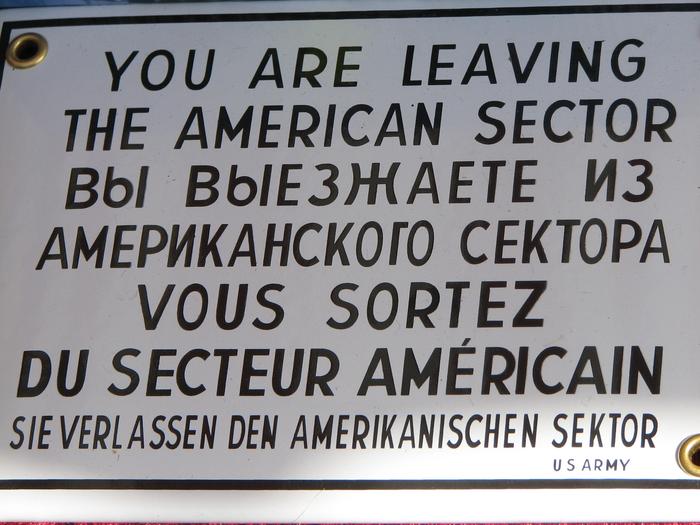 YOU ARE LEAVING
THE AMERICAN SECTOR
ВЫ ВЫЕЗЖАЕТЕ ИЗ
АМЕРИКАНСКОГО СЕКТОРА
VOUS SORTEZ
DU SECTEUR AMÉRICAIN
SIE VERLASSEN DEN AMERIKANISCHEN SEKTOR
US ARMY